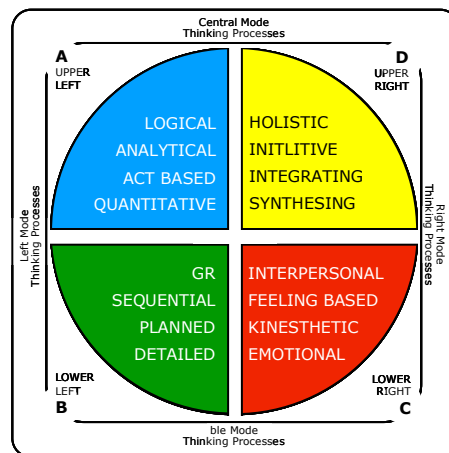 Central Mode
Thinking Processes
A
UPPER
LEFT
D
UPPER
RIGHT
LOGICAL
ANALYTICAL
ACT BASED
QUANTITATIVE
HOLISTIC
INITLITIVE
INTEGRATING
SYNTHESING
Left Mode
Thinking Processes
Right Mode
Thinking Processes
GR
SEQUENTIAL
PLANNED
DETAILED
INTERPERSONAL
FEELING BASED
KINESTHETIC
EMOTIONAL
LOWER
LEFT
B
LOWER
RIGHT
C
ble Mode
Thinking Processes